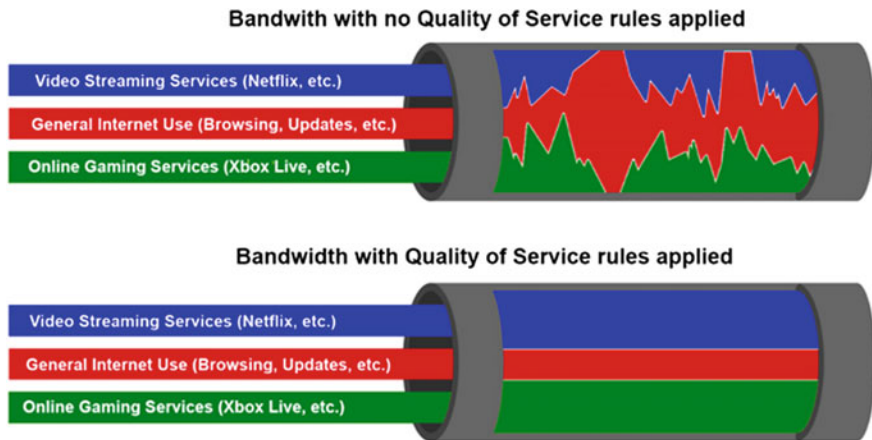 Bandwith with no Quality of Service rules applied
Video Streaming Services (Netflix, etc.)
General Internet Use (Browsing, Updates, etc.)
Online Gaming Services (Xbox Live, etc.)
Bandwidth with Quality of Service rules applied
Video Streaming Services (Netflix, etc.)
General Internet Use (Browsing, Updates, etc.)
Online Gaming Services (Xbox Live, etc.)